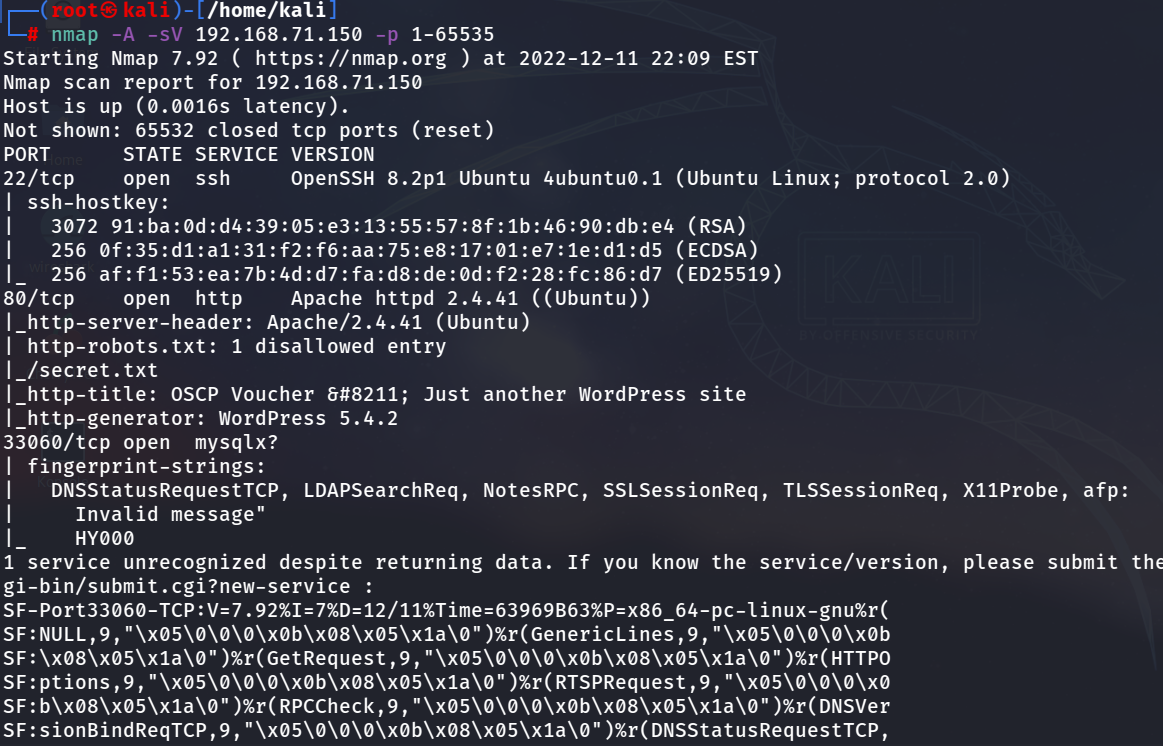 ┌──(root㉿kali)-[/home/kali]
└─# nmap -A -sV 192.168.71.150 -p 1-65535
Starting Nmap 7.92 ( https://nmap.org ) at 2022-12-11 22:09 EST
Nmap scan report for 192.168.71.150
Host is up (0.0016s latency).
Not shown: 65532 closed tcp ports (reset)
PORT      STATE SERVICE VERSION
22/tcp    open  ssh     OpenSSH 8.2p1 Ubuntu 4ubuntu0.1 (Ubuntu Linux; protocol 2.0)
| ssh-hostkey:
|   3072 91:ba:0d:d4:39:05:e3:13:55:57:8f:1b:46:90:db:e4 (RSA)
|   256 0f:35:d1:a1:31:f2:f6:aa:75:e8:17:01:e7:1e:d1:d5 (ECDSA)
|_  256 af:f1:53:ea:7b:4d:d7:fa:d8:de:0d:f2:28:fc:86:d7 (ED25519)
80/tcp    open  http    Apache httpd 2.4.41 ((Ubuntu))
|_http-server-header: Apache/2.4.41 (Ubuntu)
| http-robots.txt: 1 disallowed entry
|_/secret.txt
|_http-title: OSCP Voucher &#8211; Just another WordPress site
|_http-generator: WordPress 5.4.2
33060/tcp open  mysqlx?
| fingerprint-strings:
|   DNSStatusRequestTCP, LDAPSearchReq, NotesRPC, SSLSessionReq, TLSSessionReq, X11Probe, afp:
|     Invalid message"
|_    HY000
1 service unrecognized despite returning data. If you know the service/version, please submit the
gi-bin/submit.cgi?new-service :
SF-Port33060-TCP:V=7.92%I=7%D=12/11%Time=63969B63%P=x86_64-pc-linux-gnu%r(
SF:NULL,9,"\x05\0\0\0\x0b\x08\x05\x1a\0")%r(GenericLines,9,"\x05\0\0\0\x0b
SF:\x08\x05\x1a\0")%r(GetRequest,9,"\x05\0\0\0\x0b\x08\x05\x1a\0")%r(HTTPO
SF:ptions,9,"\x05\0\0\0\x0b\x08\x05\x1a\0")%r(RTSPRequest,9,"\x05\0\0\0\x0
SF:b\x08\x05\x1a\0")%r(RPCCheck,9,"\x05\0\0\0\x0b\x08\x05\x1a\0")%r(DNSVer
SF:sionBindReqTCP,9,"\x05\0\0\0\x0b\x08\x05\x1a\0")%r(DNSStatusRequestTCP,
KALI
BY OFFENSIVE SECURITY
Home